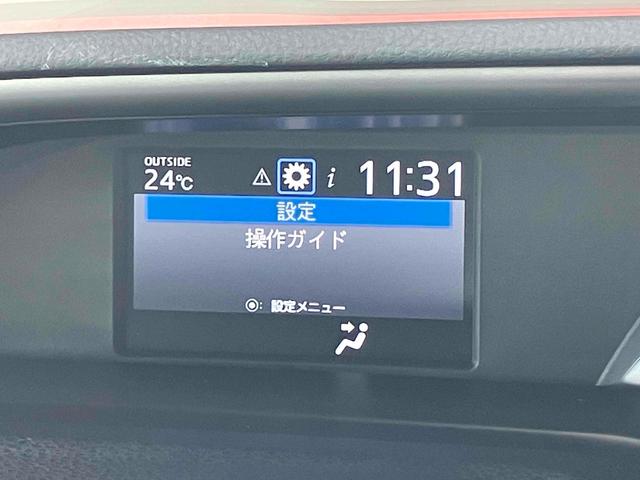 OUTSIDE
24℃
i
11:31
設定
操作ガイド
◉: 設定メニュー